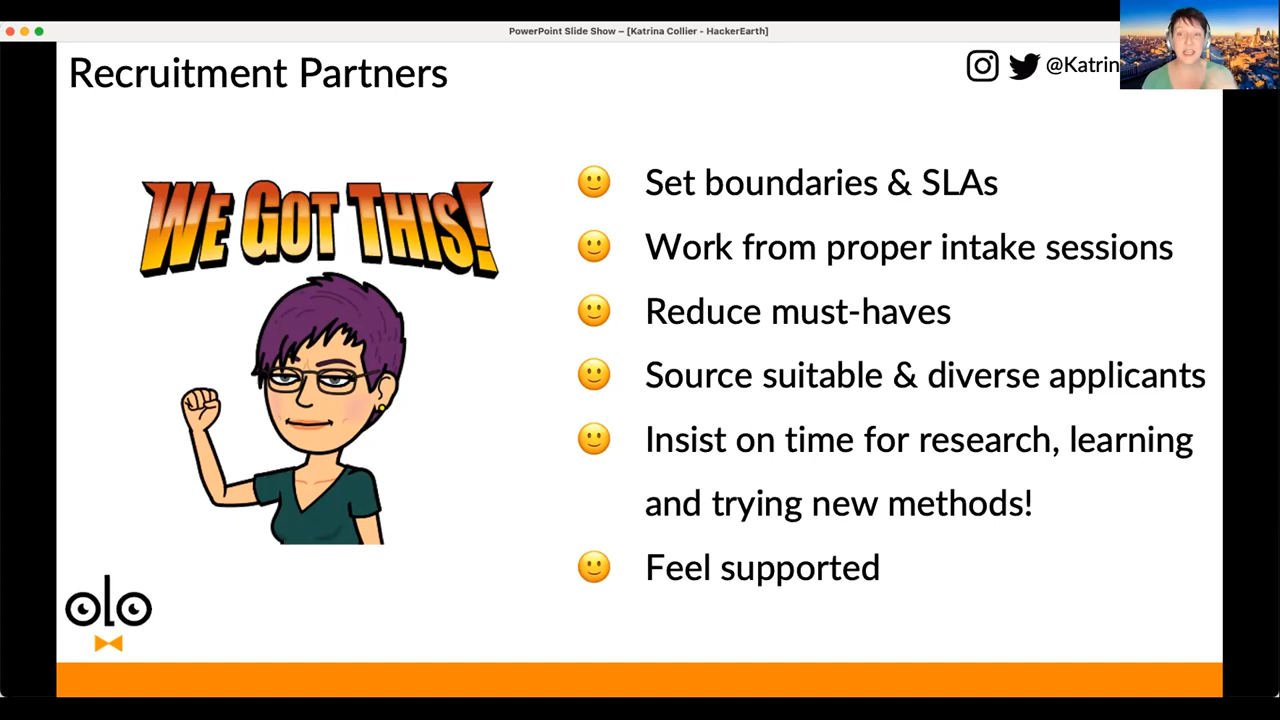 PowerPoint Slide Show – [Katrina Collier - HackerEarth]
Recruitment Partners
@Katrin
WE GOT THIS!
Set boundaries & SLAs
Work from proper intake sessions
Reduce must-haves
Source suitable & diverse applicants
Insist on time for research, learning
and trying new methods!
Feel supported
olo